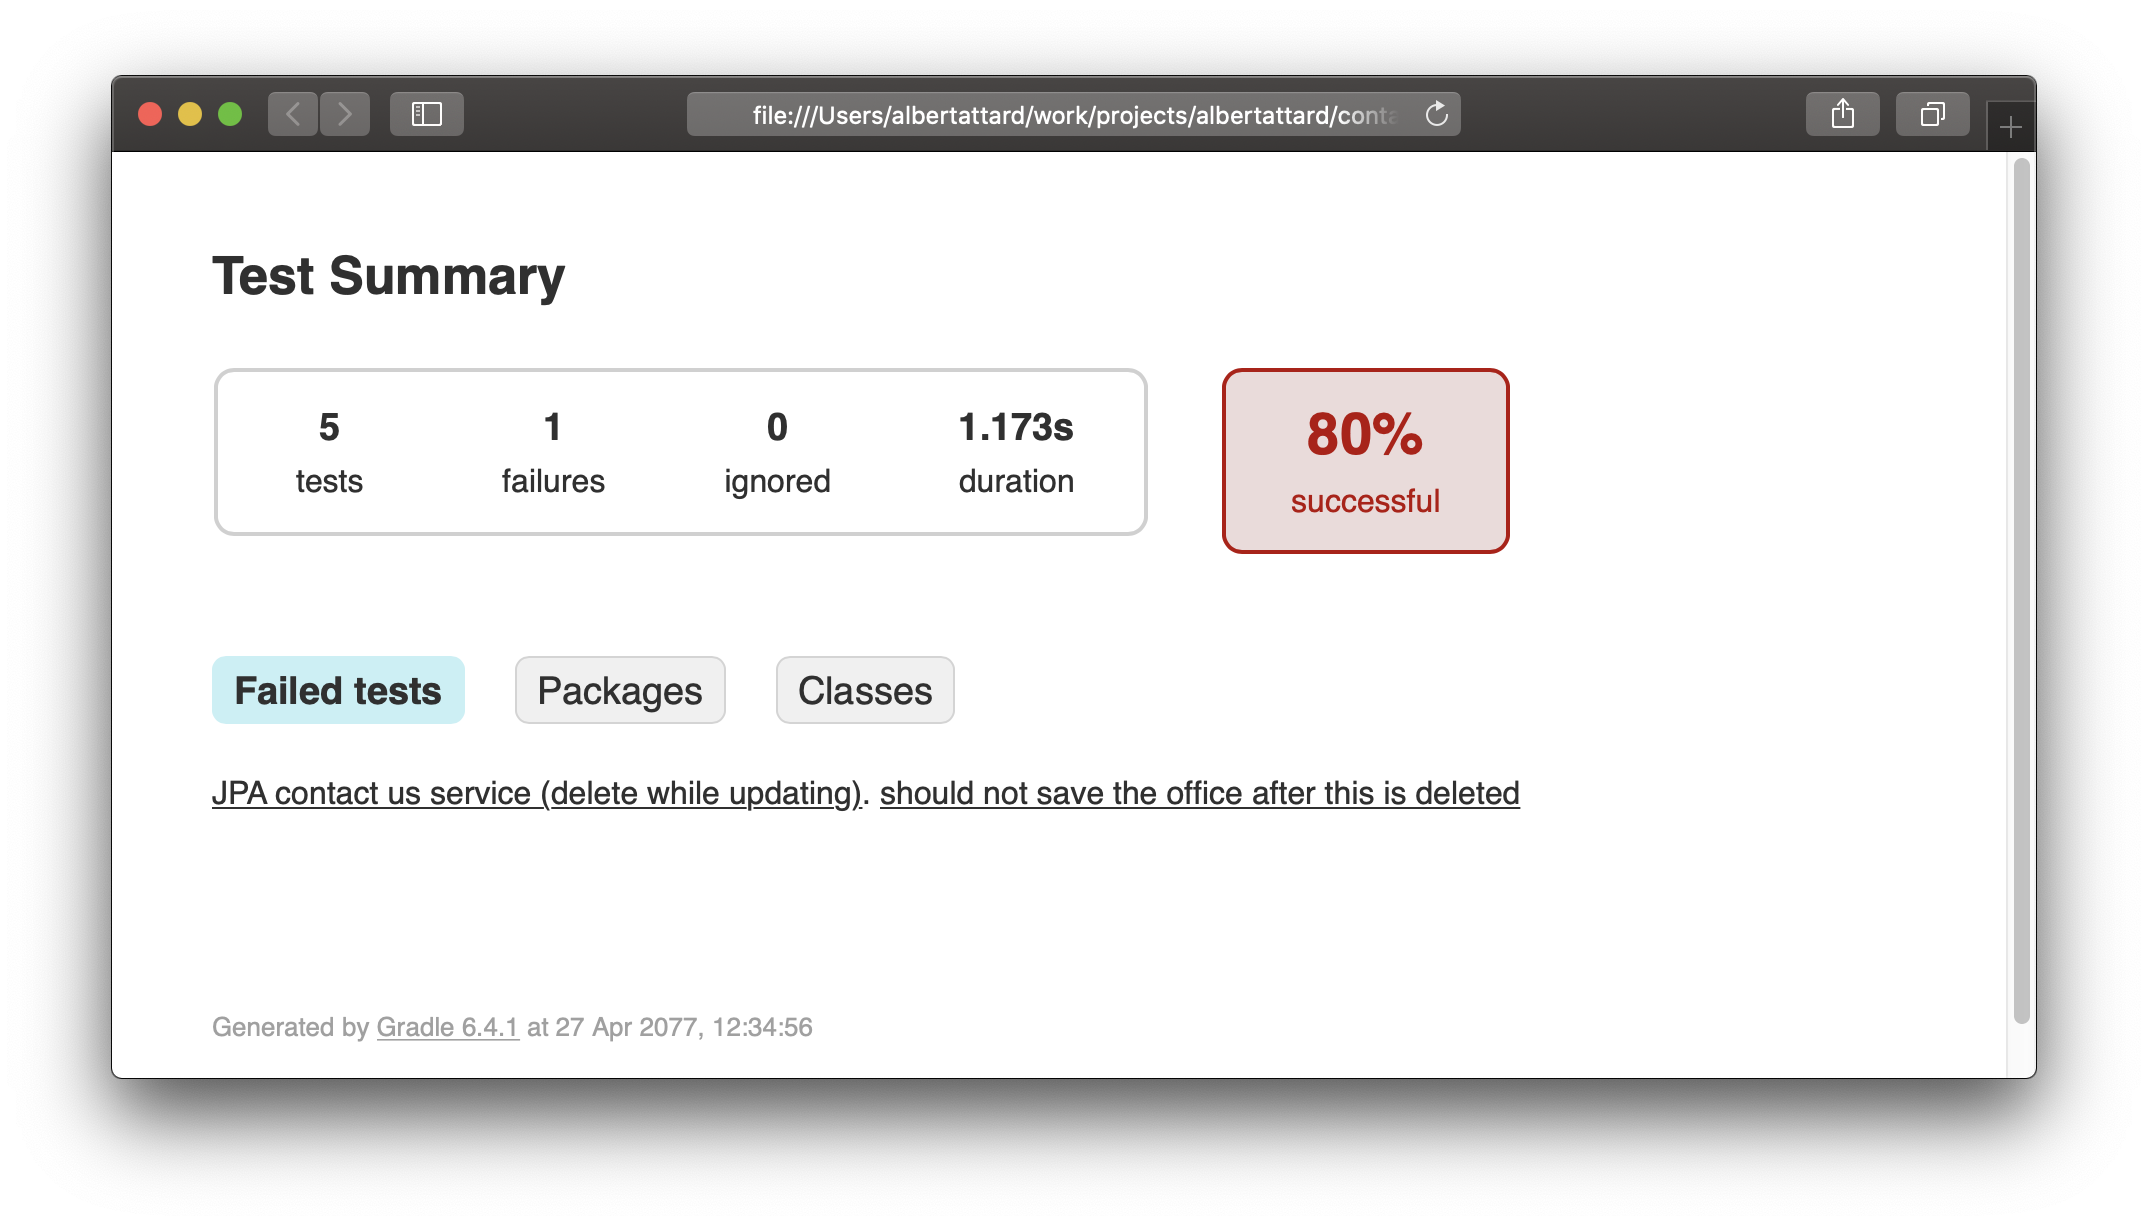 file:///Users/albertattard/work/projects/albertattard/conta
Test Summary
5 1 0 1.173s
tests failures ignored duration
80%
successful
Failed tests Packages Classes
JPA contact us service (delete while updating). should not save the office after this is deleted
Generated by Gradle 6.4.1 at 27 Apr 2077, 12:34:56